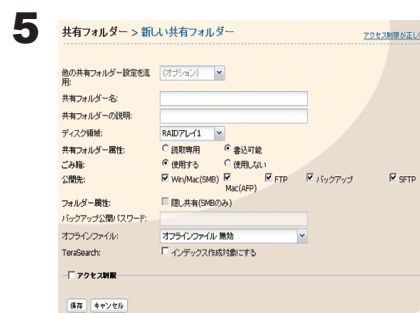 5
共有フォルダー > 新しい共有フォルダー
アクセス制限が正し
他の共有フォルダー設定を流用: (オプション)
共有フォルダー名:
共有フォルダーの説明:
ディスク領域: RAIDアレイ1
共有フォルダー属性: 読取専用 書込可能
ごみ箱: 使用する 使用しない
公開先: Win/Mac(SMB) Mac(AFP) FTP バックアップ SFTP
フォルダー属性: 隠し共有(SMBのみ)
バックアップ公開パスワード:
オフラインファイル: オフラインファイル 無効
TeraSearch: インデックス作成対象にする
アクセス制限
保存 キャンセル